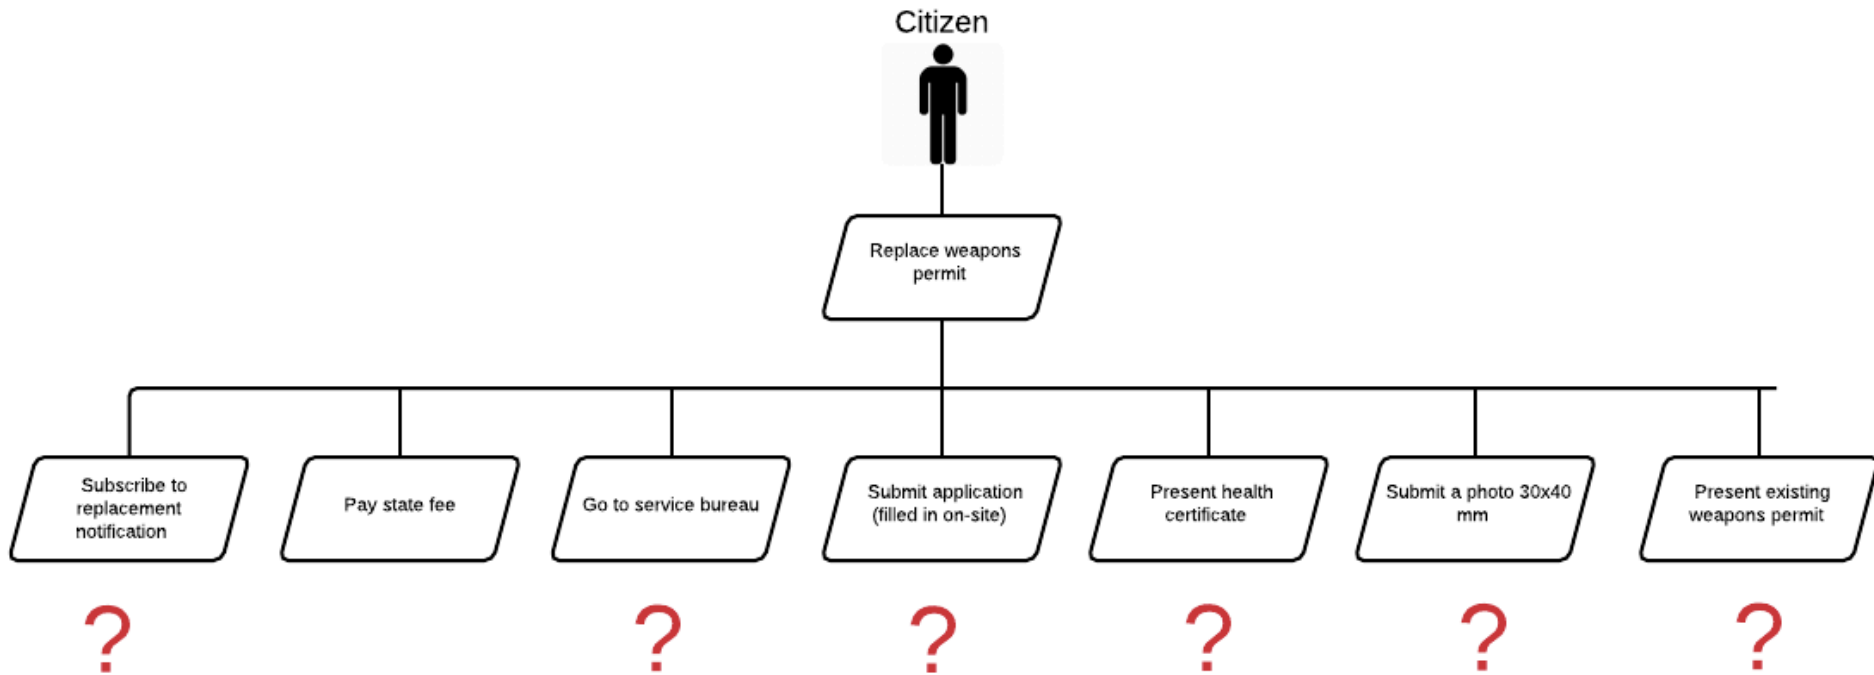 Citizen
Replace weapons
permit
Subscribe to
replacement
notification
Pay state fee
Go to service bureau
Submit application
(filled in on-site)
Present health
certificate
Submit a photo 30x40
mm
Present existing
weapons permit
? ? ? ? ? ?